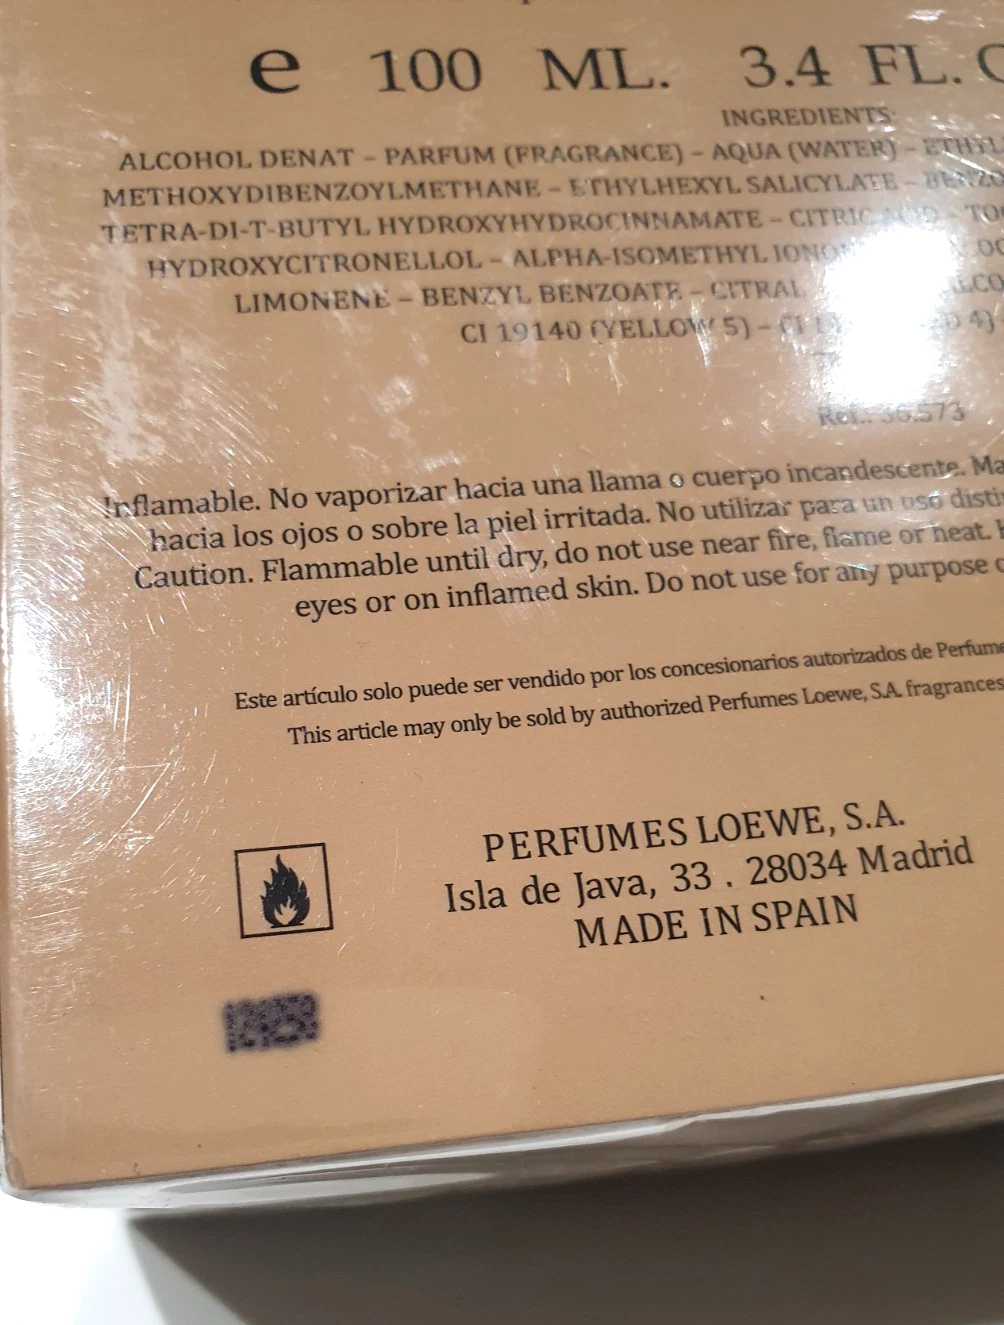 e 100 ML. 3.4 FL.
INGREDIENTS:
ALCOHOL DENAT – PARFUM (FRAGRANCE) – AQUA (WATER) –
METHOXYDIBENZOYLMETHANE – ETHYLHEXYL SALICYLATE –
TETRA-DI-T-BUTYL HYDROXYHYDROCINNAMATE – CITRIC ACID –
HYDROXYCITRONELLOL – ALPHA-ISOMETHYL
LIMONENE – BENZYL BENZOATE – CITRAL
CI 19140 (YELLOW 5) – CI
Ref.: 36.573
Inflamable. No vaporizar hacia una llama o cuerpo incandescente.
hacia los ojos o sobre la piel irritada. No utilizar para un uso
Caution. Flammable until dry, do not use near fire, flame or heat.
eyes or on inflamed skin. Do not use for any purpose
Este artículo solo puede ser vendido por los concesionarios autorizados de
This article may only be sold by authorized Perfumes Loewe, S.A. fragrances
PERFUMES LOEWE, S.A.
Isla de Java, 33 . 28034 Madrid
MADE IN SPAIN